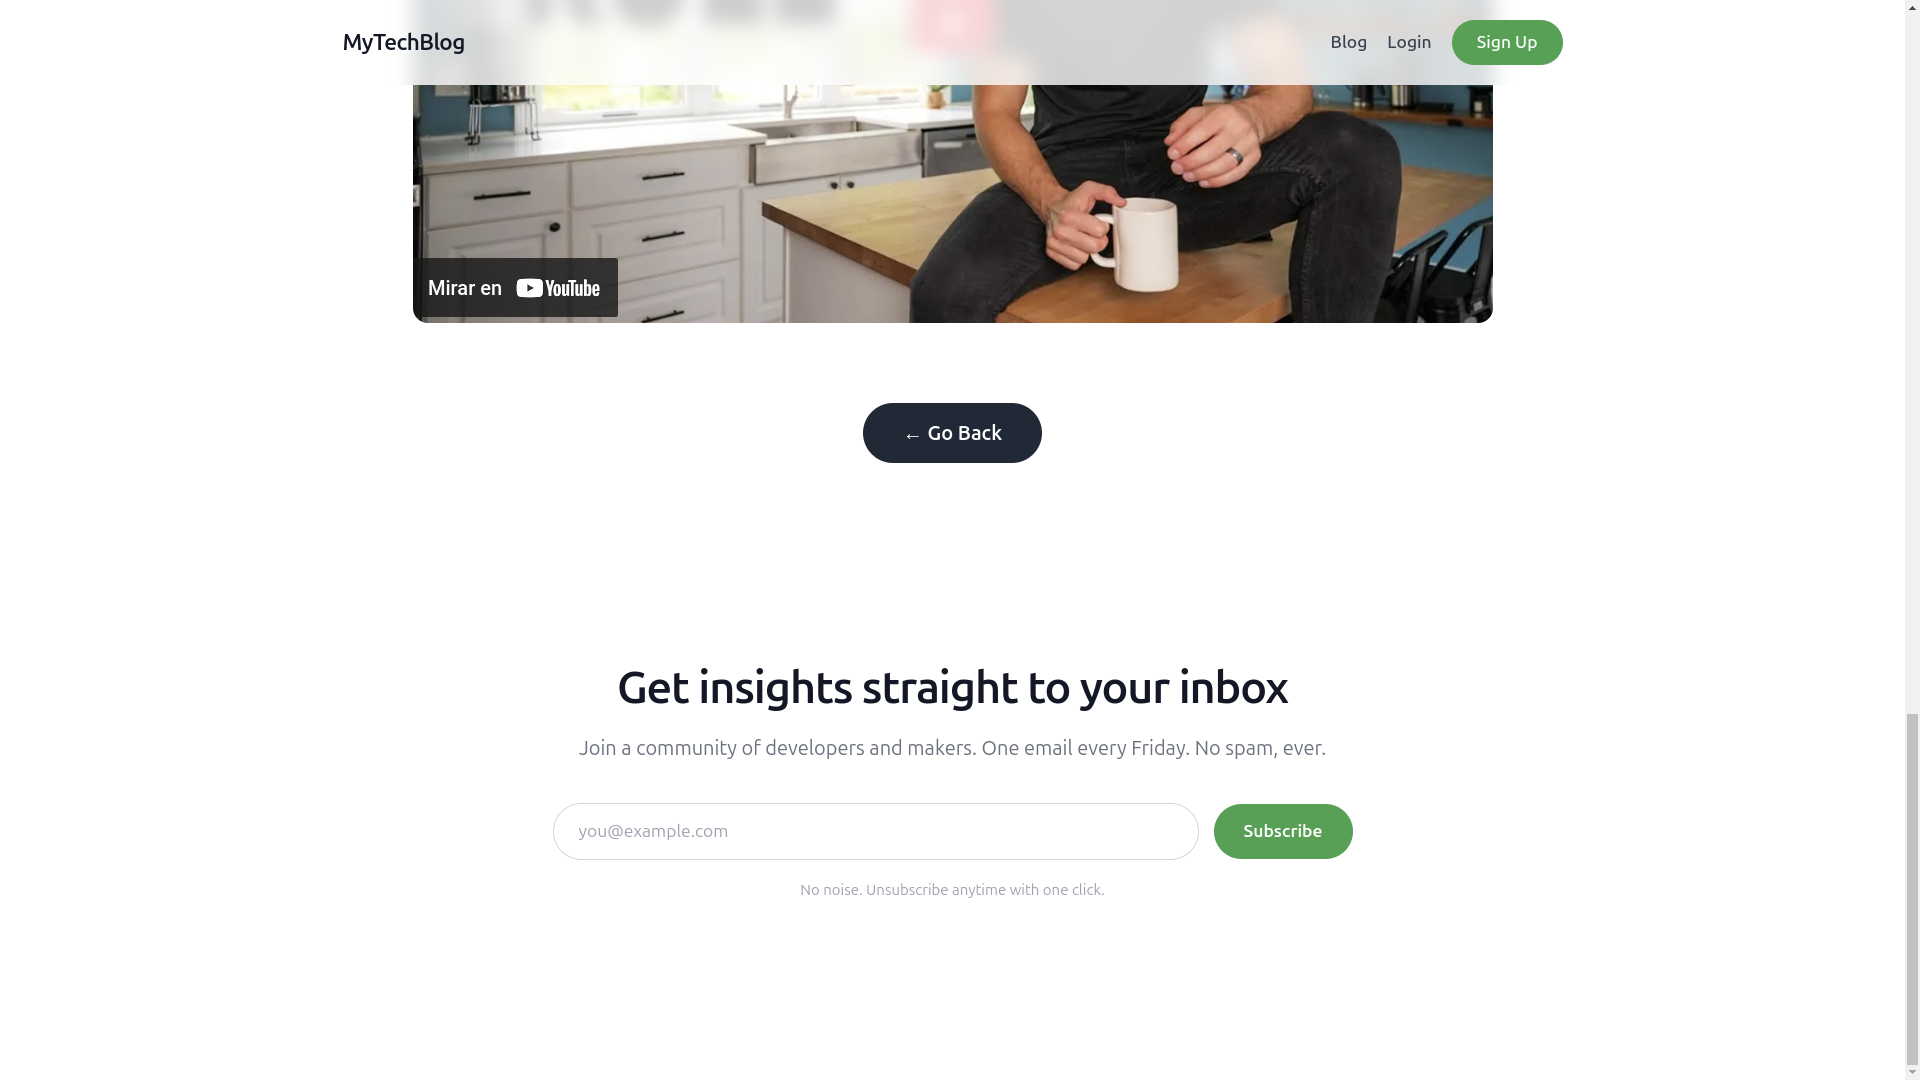 MyTechBlog
Blog
Login
Sign Up
Mirar en YouTube
← Go Back
Get insights straight to your inbox
Join a community of developers and makers. One email every Friday. No spam, ever.
you@example.com
Subscribe
No noise. Unsubscribe anytime with one click.